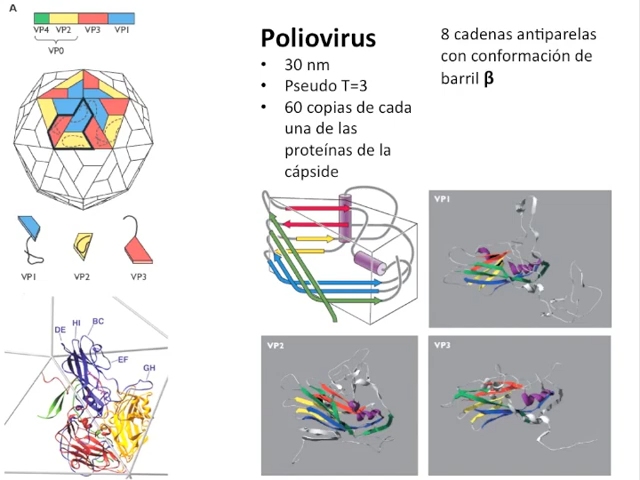 A
VP4 VP2 VP3 VP1
VP0
VP1 VP2 VP3
DE HI BC
EF
GH
Poliovirus
• 30 nm
• Pseudo T=3
• 60 copias de cada
una de las
proteínas de la
cápside
8 cadenas antiparelas
con conformación de
barril β
VP1
VP2
VP3